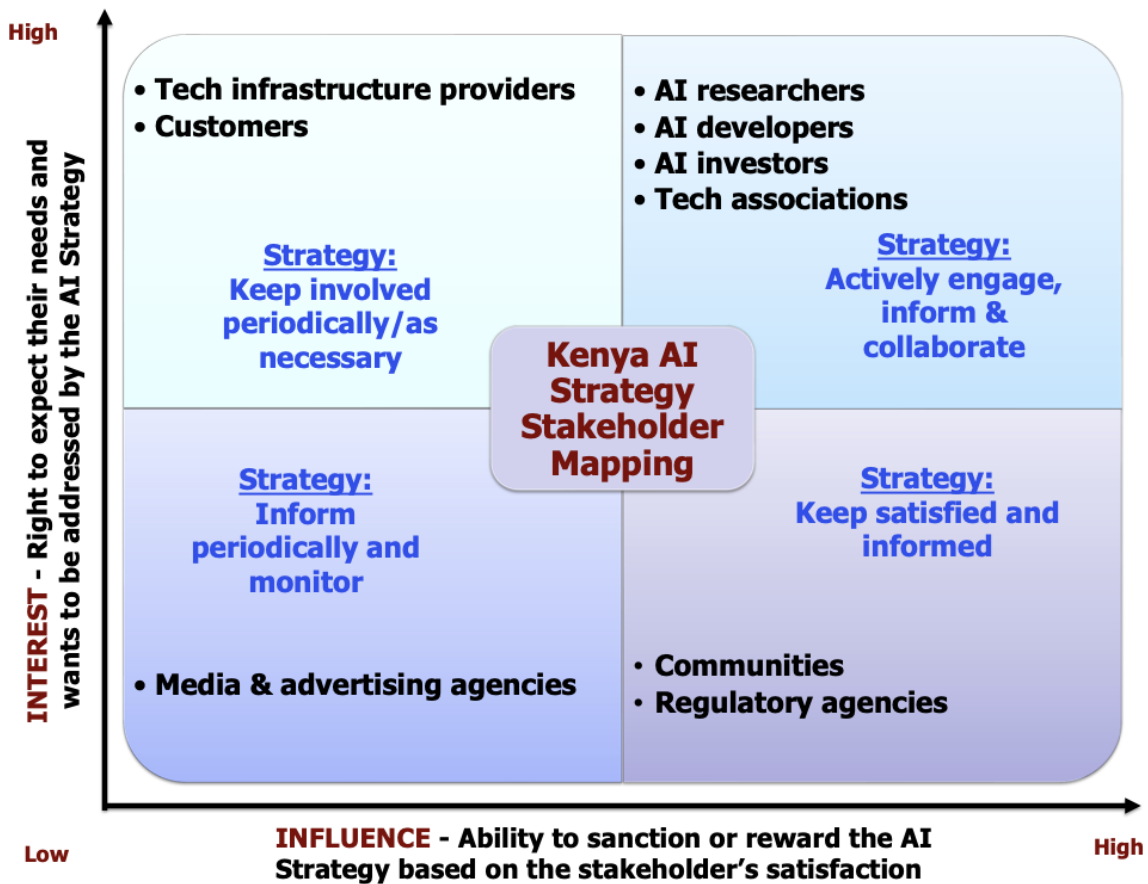 High
• Tech infrastructure providers
• Customers
Strategy:
Keep involved
periodically/as
necessary
• AI researchers
• AI developers
• AI investors
• Tech associations
Strategy:
Actively engage,
inform &
collaborate
Kenya AI
Strategy
Stakeholder
Mapping
INTEREST - Right to expect their needs and
wants to be addressed by the AI Strategy
Strategy:
Inform
periodically and
monitor
• Media & advertising agencies
Strategy:
Keep satisfied and
informed
• Communities
• Regulatory agencies
Low
INFLUENCE - Ability to sanction or reward the AI
Strategy based on the stakeholder’s satisfaction
High